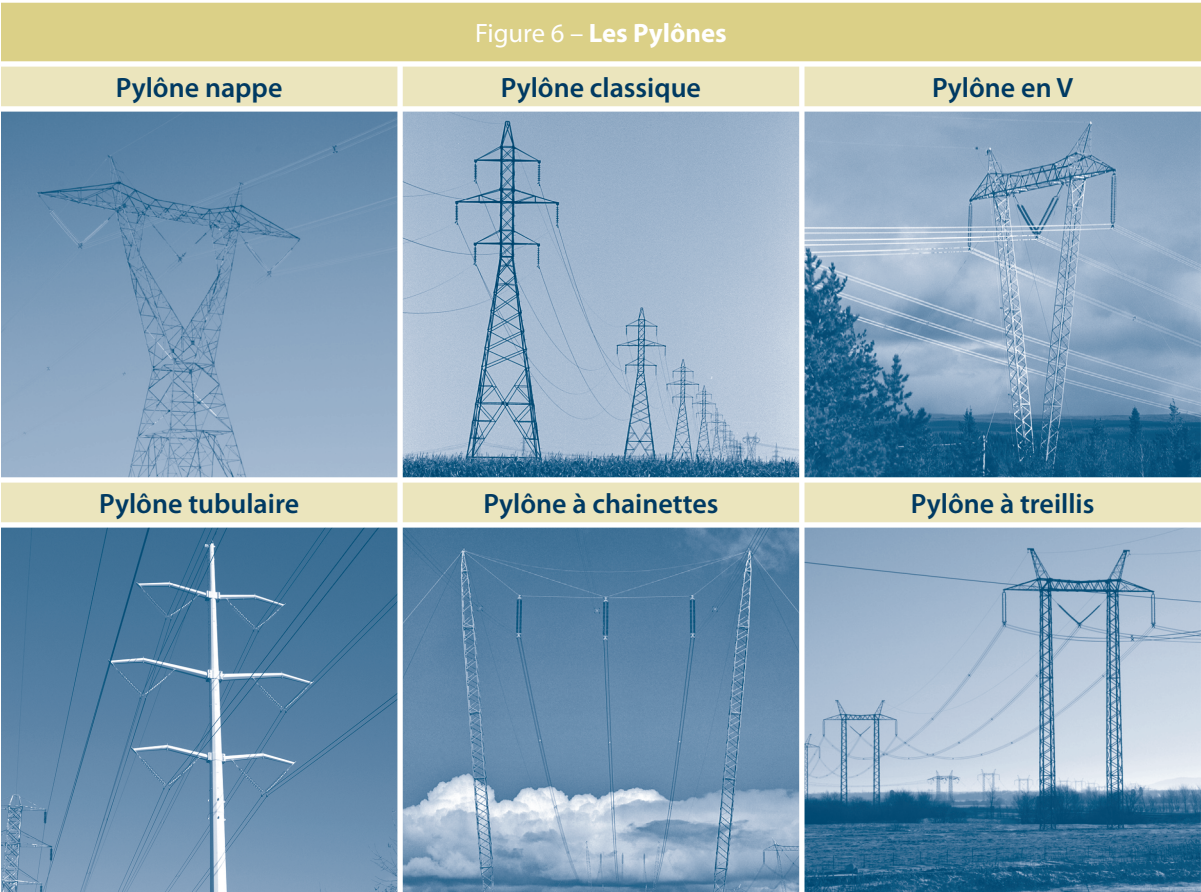 Figure 6 – Les Pylônes
Pylône nappe
Pylône classique
Pylône en V
Pylône tubulaire
Pylône à chainettes
Pylône à treillis